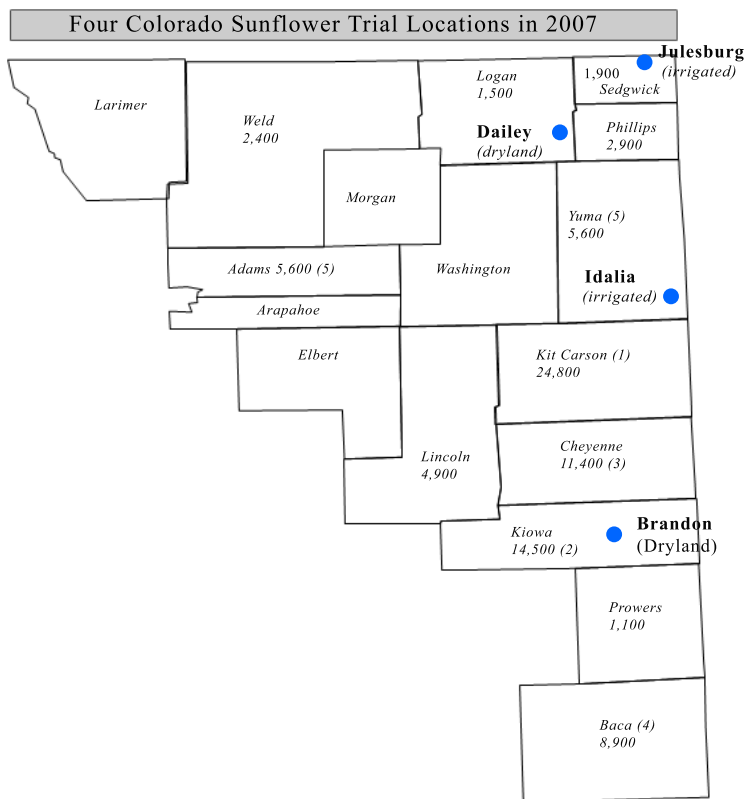 Four Colorado Sunflower Trial Locations in 2007
Julesburg
(irrigated)
1,900
Sedgwick
Logan
1,500
Larimer
Weld
2,400
Dailey
(dryland)
Phillips
2,900
Morgan
Yuma (5)
5,600
Adams 5,600 (5)
Washington
Idalia
(irrigated)
Arapahoe
Elbert
Kit Carson (1)
24,800
Lincoln
4,900
Cheyenne
11,400 (3)
Kiowa
14,500 (2)
Brandon
(Dryland)
Prowers
1,100
Baca (4)
8,900